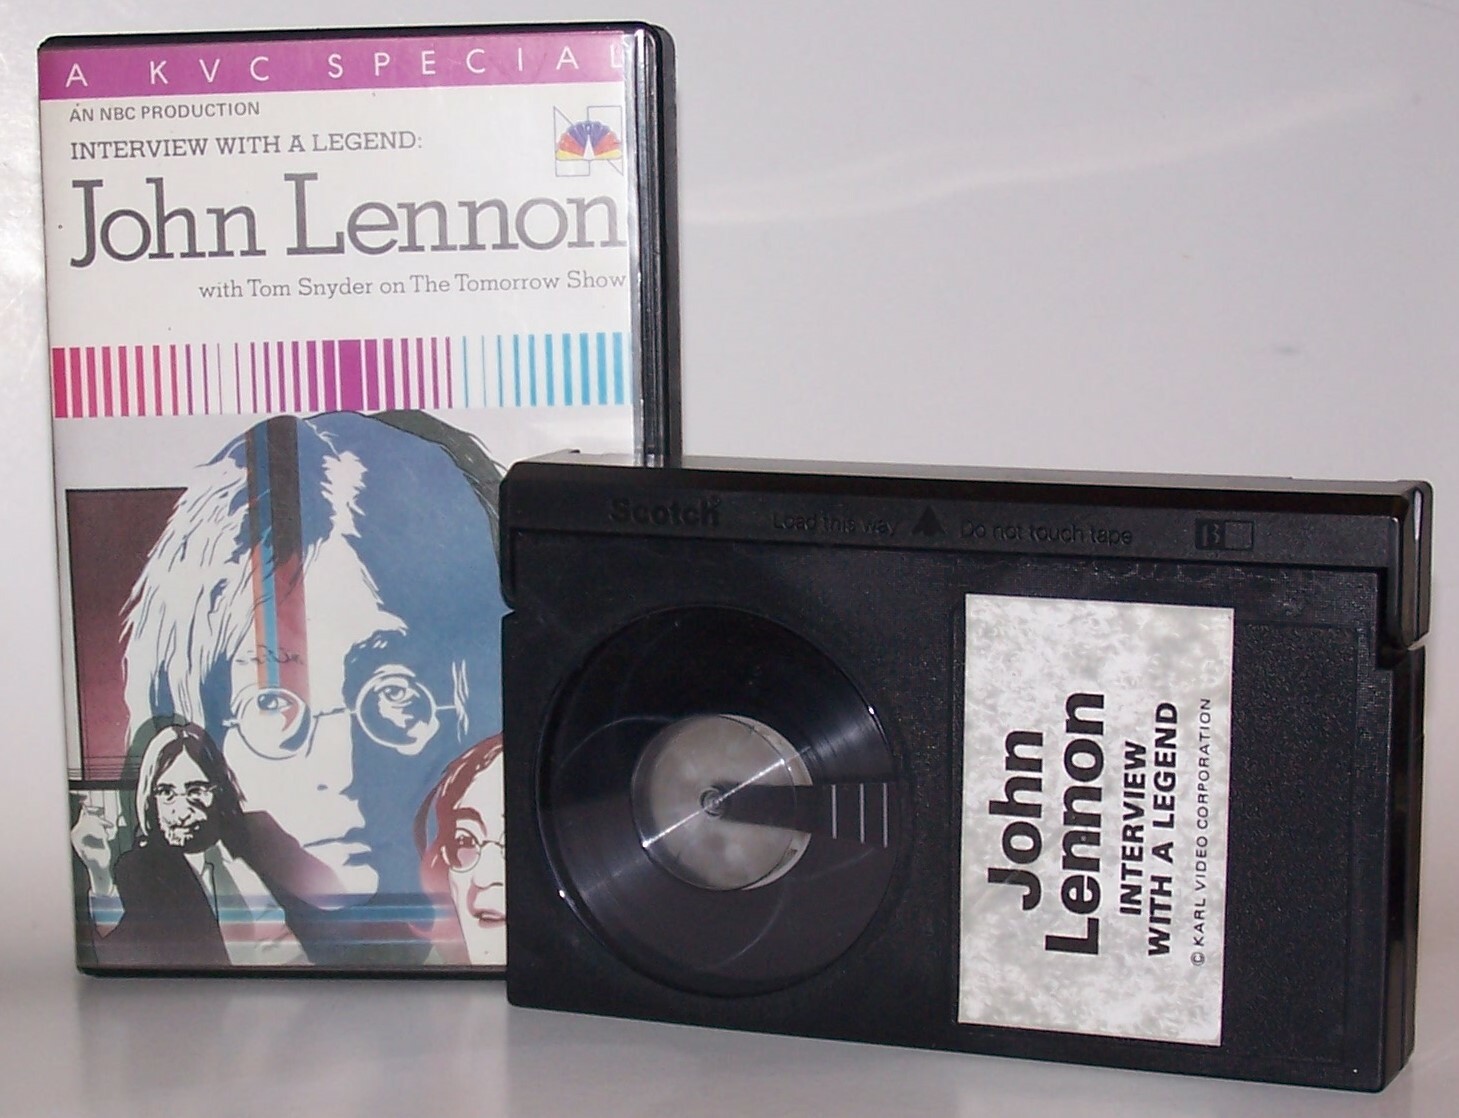 A KVC SPECIAL
AN NBC PRODUCTION
INTERVIEW WITH A LEGEND:
John Lennon
with Tom Snyder on The Tomorrow Show
Scotch® Load this way Do not touch tape B
John
Lennon
INTERVIEW
WITH A LEGEND
© KARL VIDEO CORPORATION